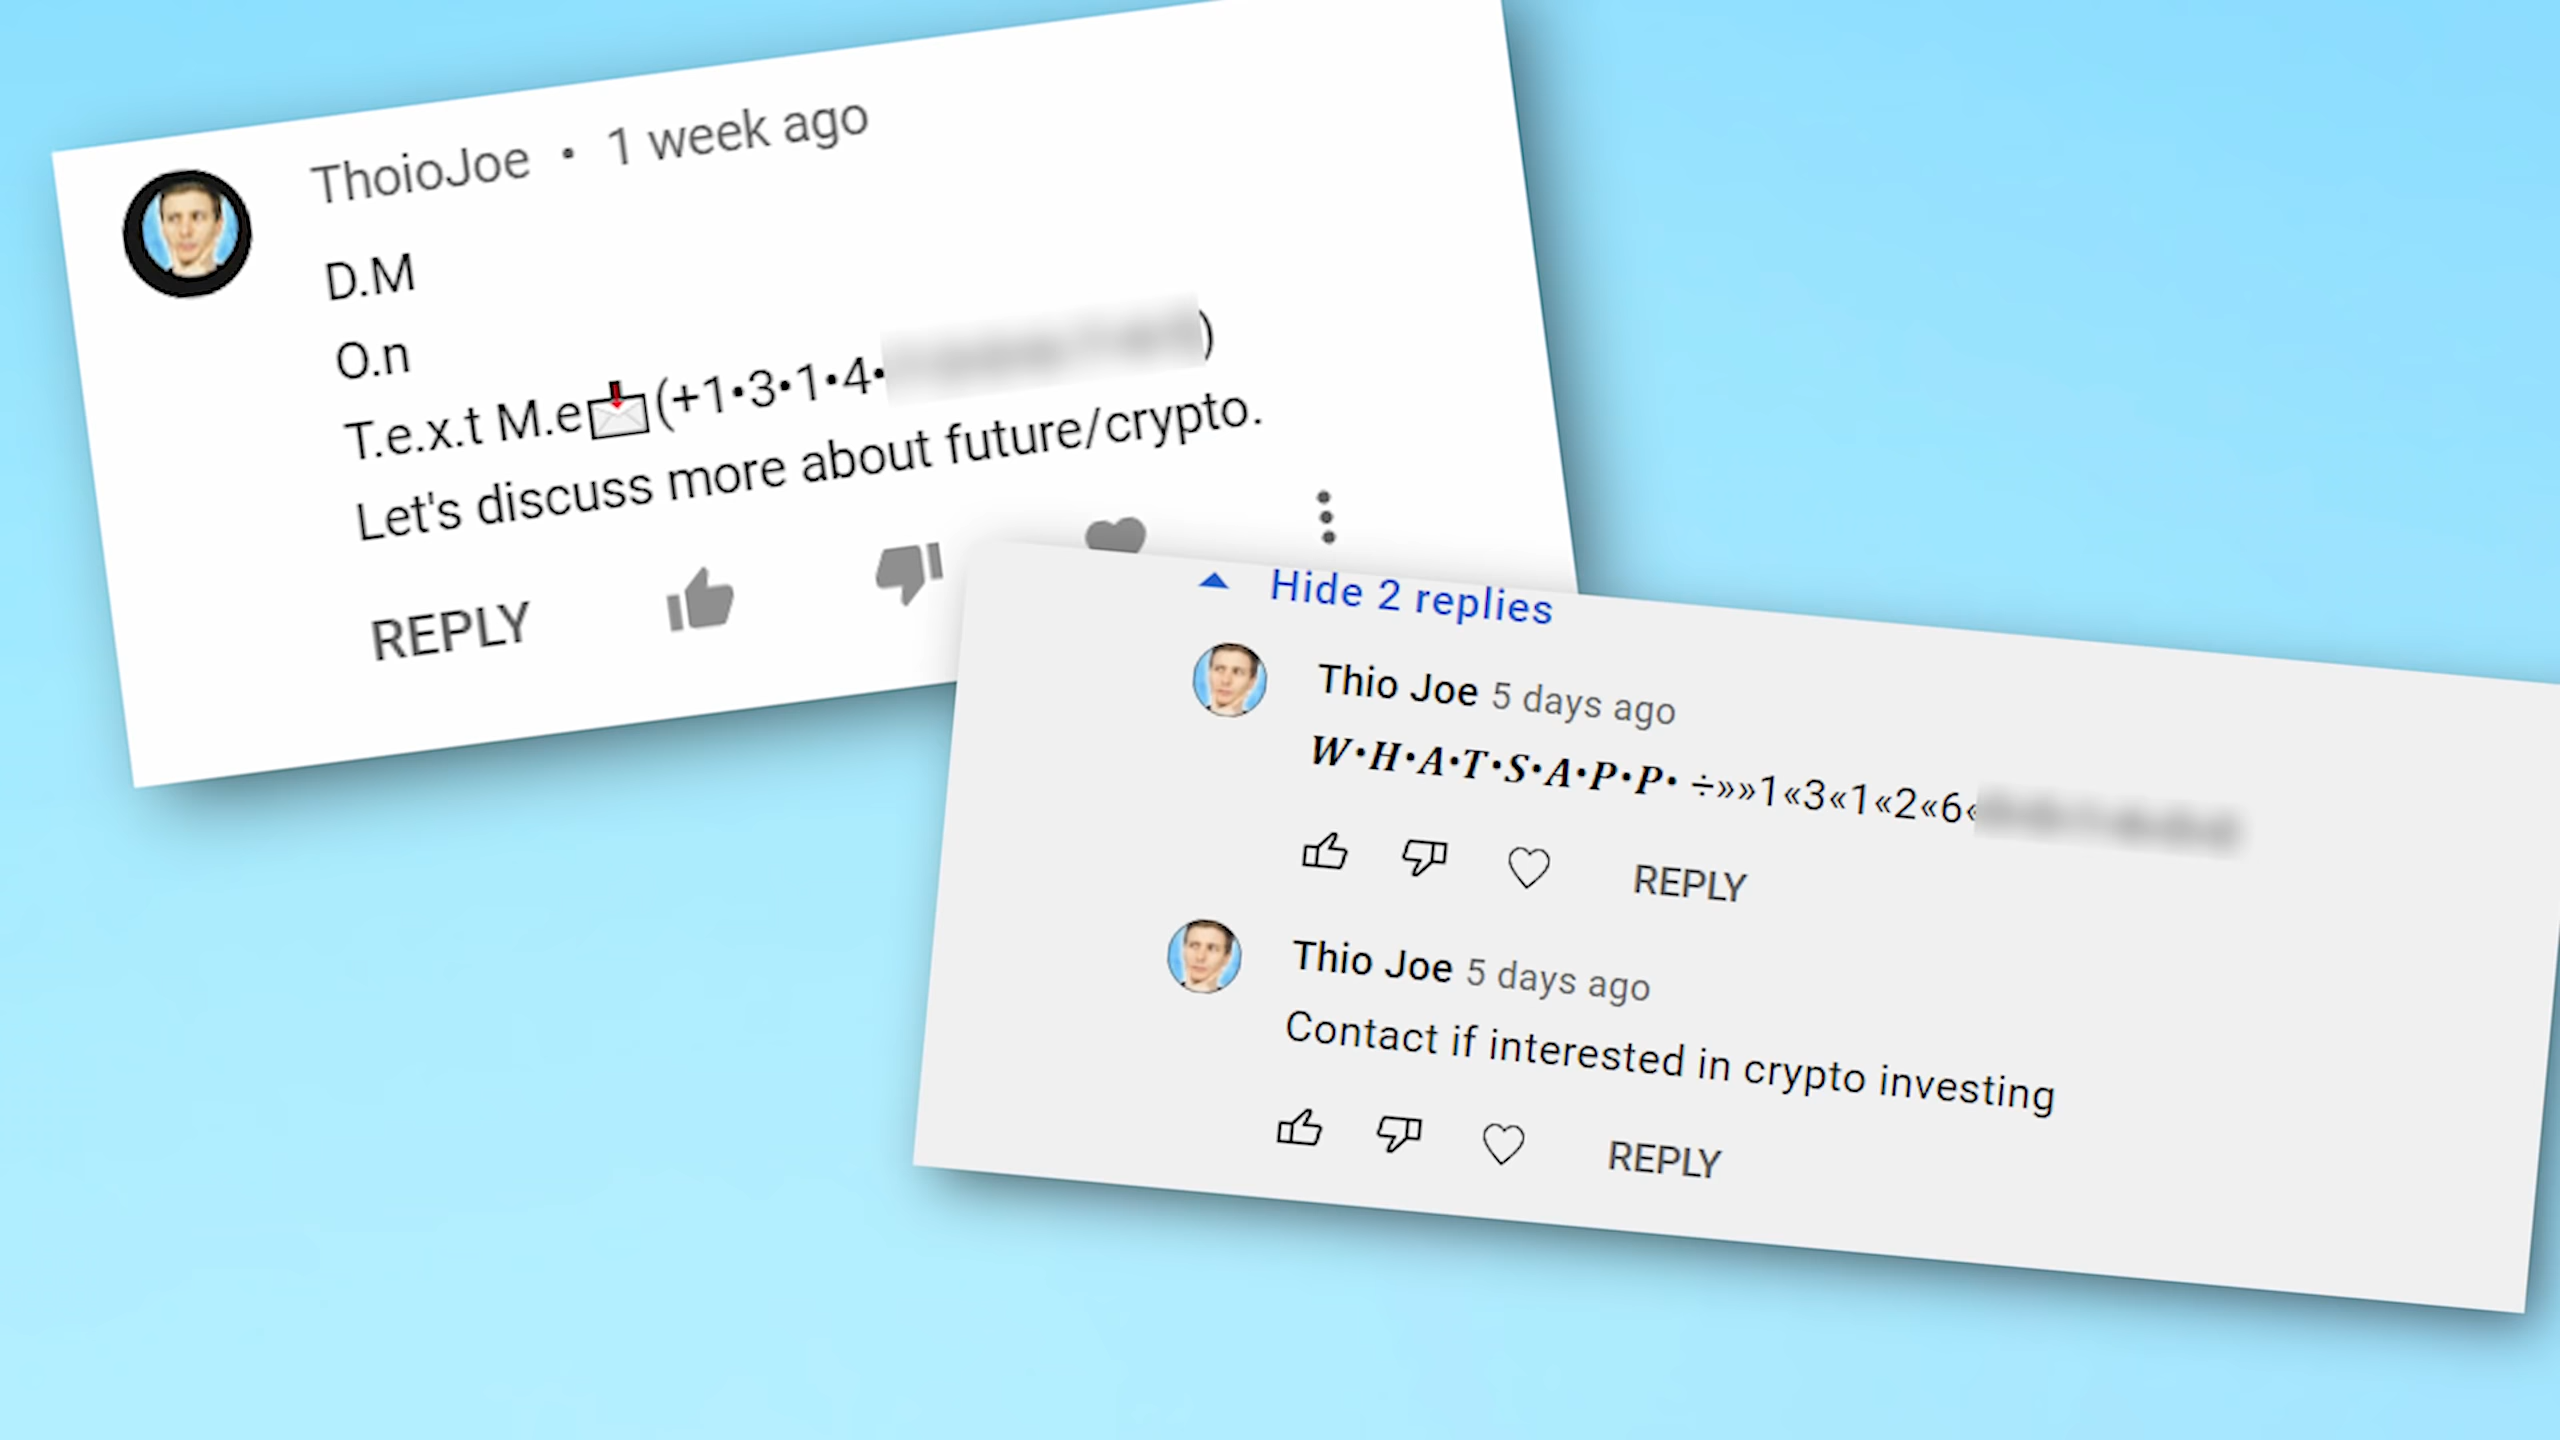 ThoioJoe • 1 week ago
D.M
O.n
T.e.x.t M.e📩(+1•3•1•4•)
Let's discuss more about future/crypto.
REPLY
Hide 2 replies
Thio Joe 5 days ago
𝑾•𝑯•𝑨•𝑻•𝑺•𝑨•𝑷•𝑷• ÷»»1«3«1«2«6«
REPLY
Thio Joe 5 days ago
Contact if interested in crypto investing
REPLY